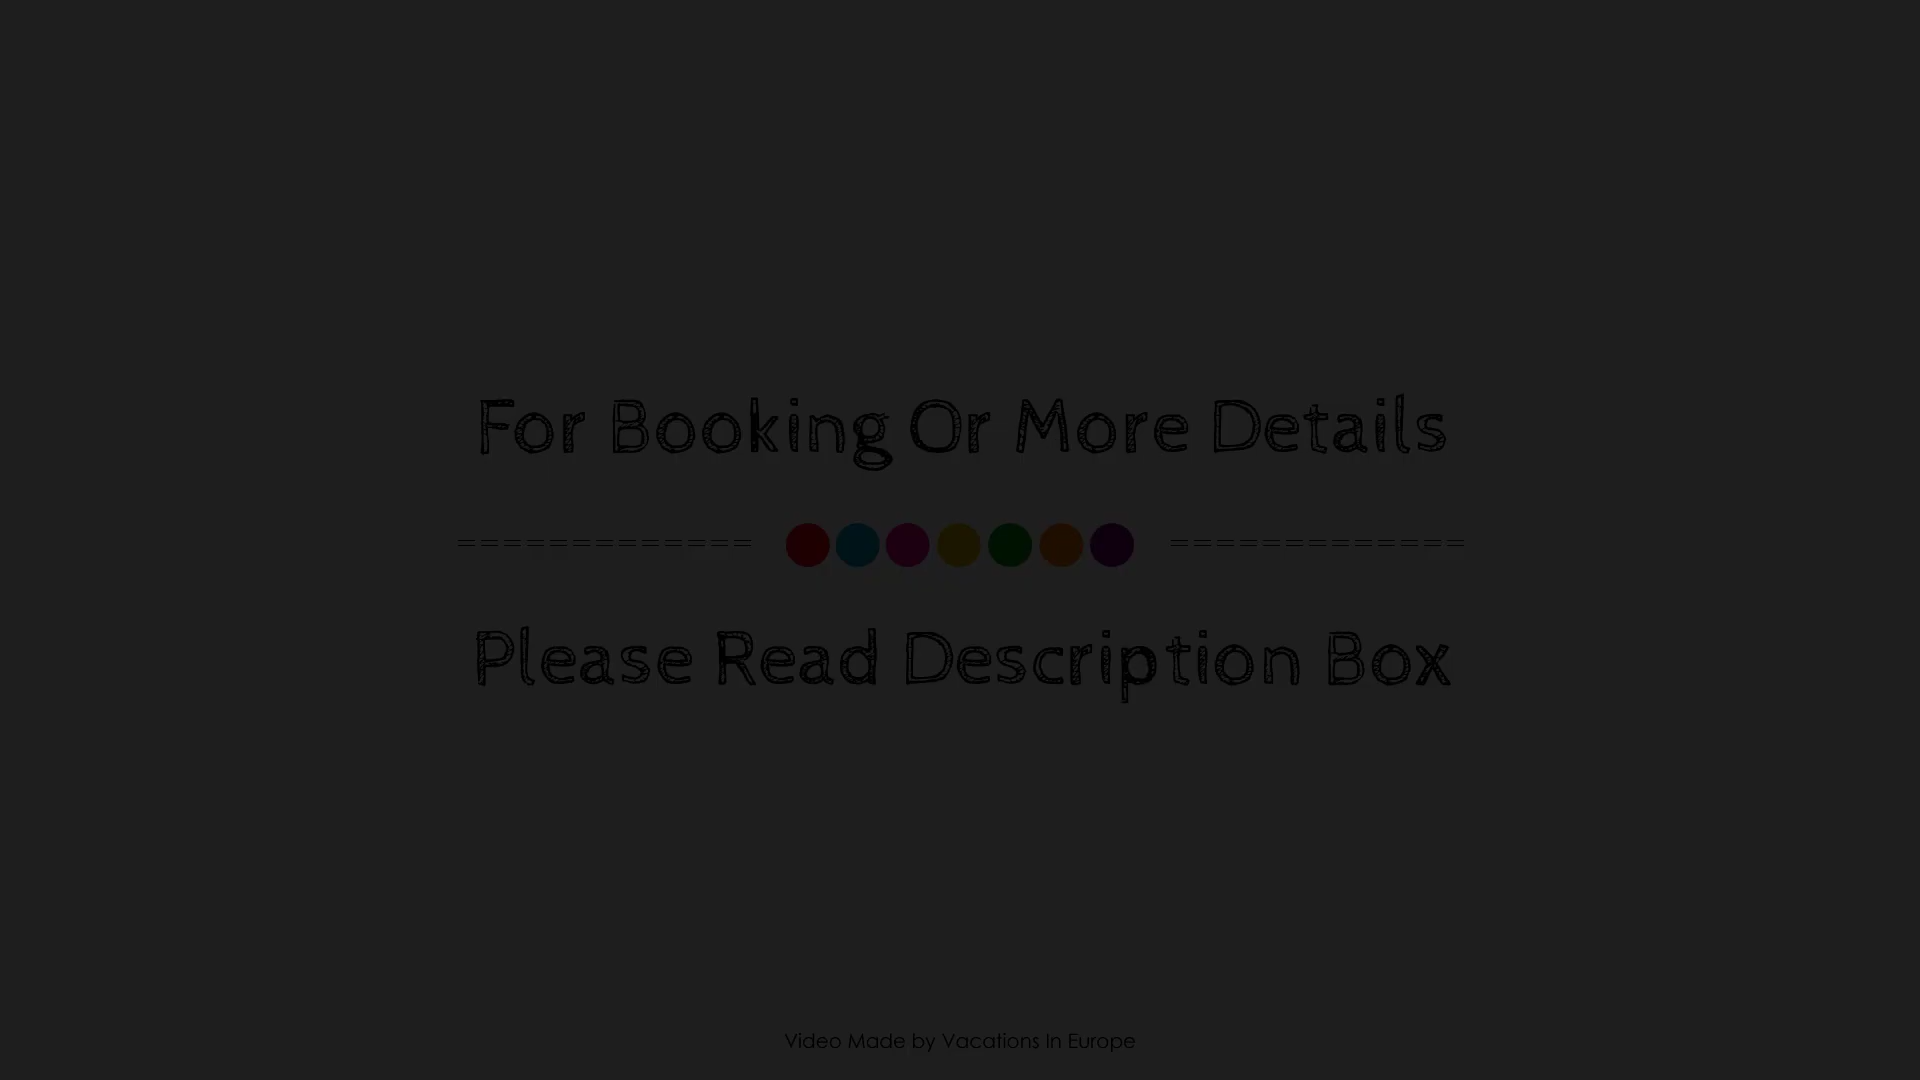 For Booking Or More Details
============= =============
Please Read Description Box
Video Made by Vacations In Europe